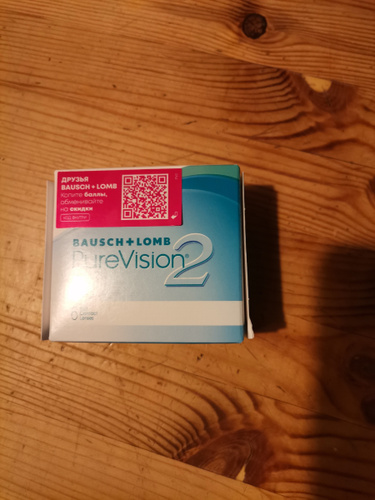 ДРУЗЬЯ
BAUSCH + LOMB
Копите баллы,
обменивайте
на скидки
BAUSCH + LOMB
PureVision® 2